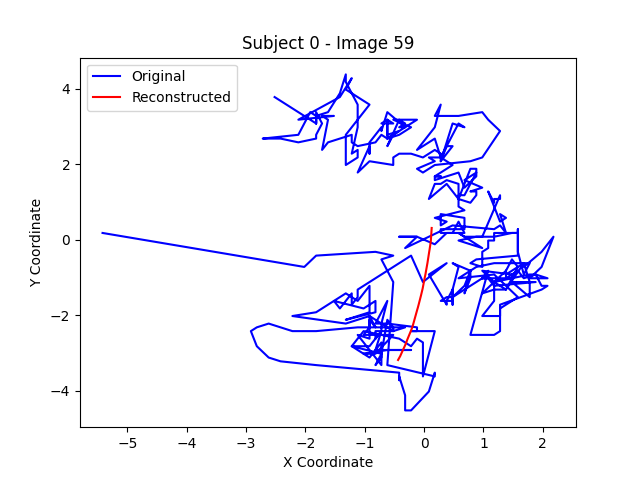 Subject 0 - Image 59
Original
Reconstructed
4
2
0
−2
−4
Y Coordinate
−5 −4 −3 −2 −1 0 1 2
X Coordinate